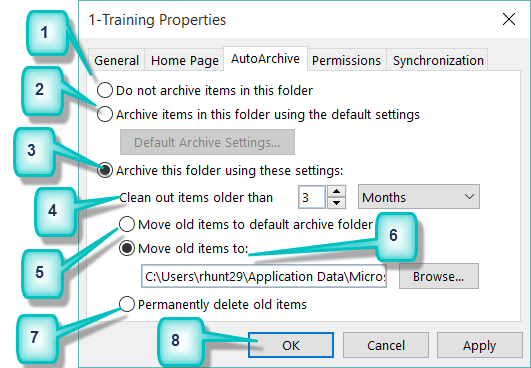 1-Training Properties
General Home Page AutoArchive Permissions Synchronization
1
Do not archive items in this folder
2
Archive items in this folder using the default settings
Default Archive Settings...
3
Archive this folder using these settings:
4
Clean out items older than 3 Months
5
Move old items to default archive folder
6
Move old items to:
C:\Users\rhunt29\Application Data\Micros
Browse...
7
Permanently delete old items
8
OK Cancel Apply